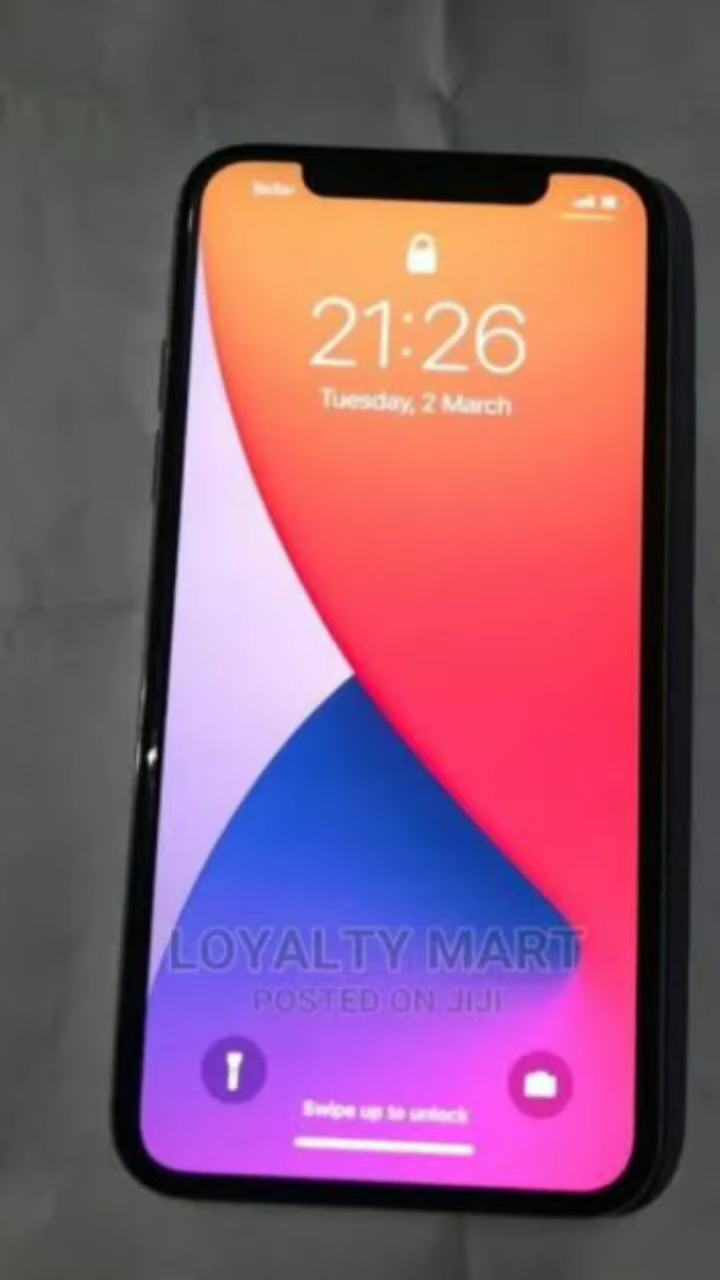 21:26
Tuesday, 2 March
LOYALTY MART
POSTED ON JIJI
Swipe up to unlock